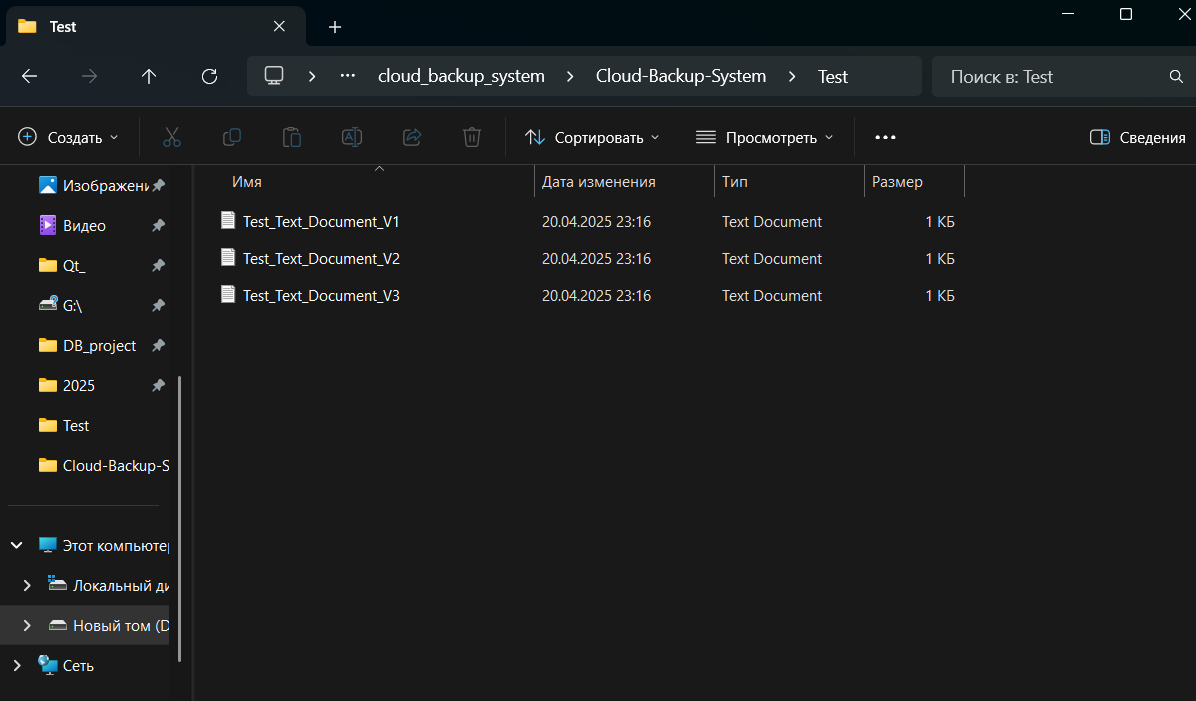 Test
cloud_backup_system > Cloud-Backup-System > Test
Поиск в: Test
Создать
Сортировать
Просмотреть
Сведения
Изображени
Видео
Qt_
G:\
DB_project
2025
Test
Cloud-Backup-S
Этот компьютер
Локальный ди
Новый том (D
Сеть
Имя Дата изменения Тип Размер
Test_Text_Document_V1 20.04.2025 23:16 Text Document 1 КБ
Test_Text_Document_V2 20.04.2025 23:16 Text Document 1 КБ
Test_Text_Document_V3 20.04.2025 23:16 Text Document 1 КБ